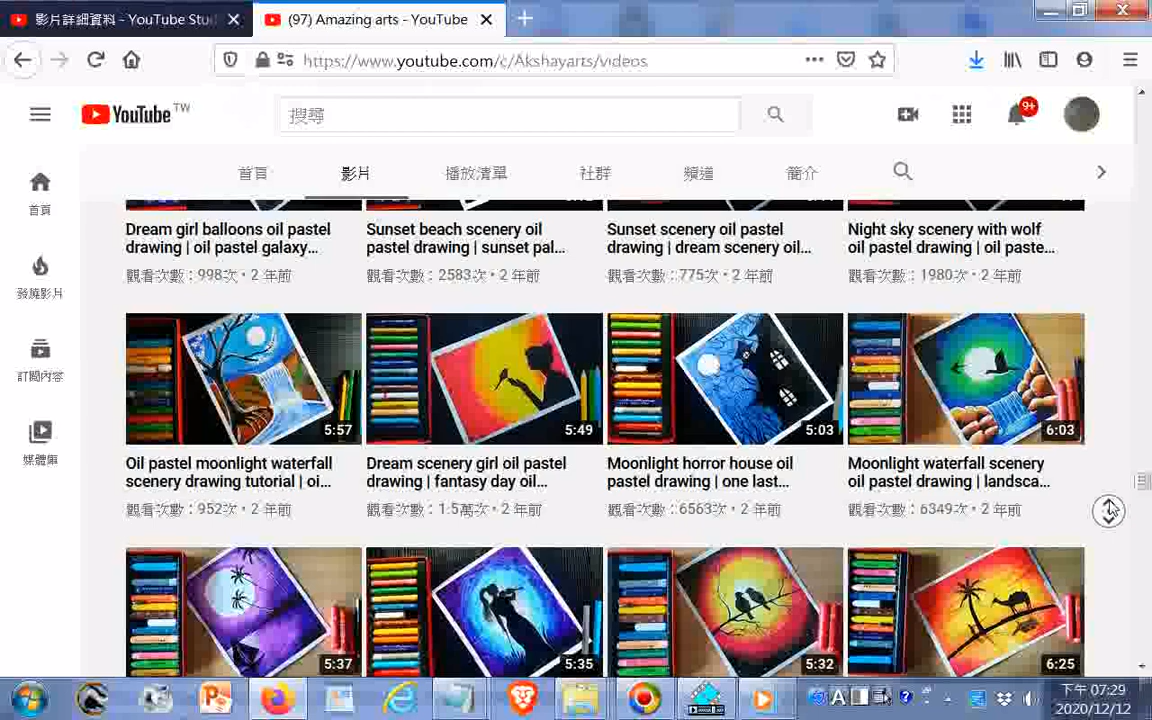 影片詳細資料 - YouTube Stu
(97) Amazing arts - YouTube
https://www.youtube.com/c/Akshayarts/videos
YouTube TW
搜尋
9+
首頁
影片
播放清單
社群
頻道
簡介
首頁
發燒影片
訂閱內容
媒體庫
Dream girl balloons oil pastel
drawing | oil pastel galaxy...
觀看次數：998次 • 2 年前
Sunset beach scenery oil
pastel drawing | sunset pal...
觀看次數：2583次 • 2 年前
Sunset scenery oil pastel
drawing | dream scenery oil...
觀看次數：775次 • 2 年前
Night sky scenery with wolf
oil pastel drawing | oil paste...
觀看次數：1980次 • 2 年前
5:57
5:49
5:03
6:03
Oil pastel moonlight waterfall
scenery drawing tutorial | oi...
觀看次數：952次 • 2 年前
Dream scenery girl oil pastel
drawing | fantasy day oil...
觀看次數：1.5萬次 • 2 年前
Moonlight horror house oil
pastel drawing | one last...
觀看次數：6563次 • 2 年前
Moonlight waterfall scenery
oil pastel drawing | landsca...
觀看次數：6349次 • 2 年前
5:37
5:35
5:32
6:25
下午 07:29
2020/12/12